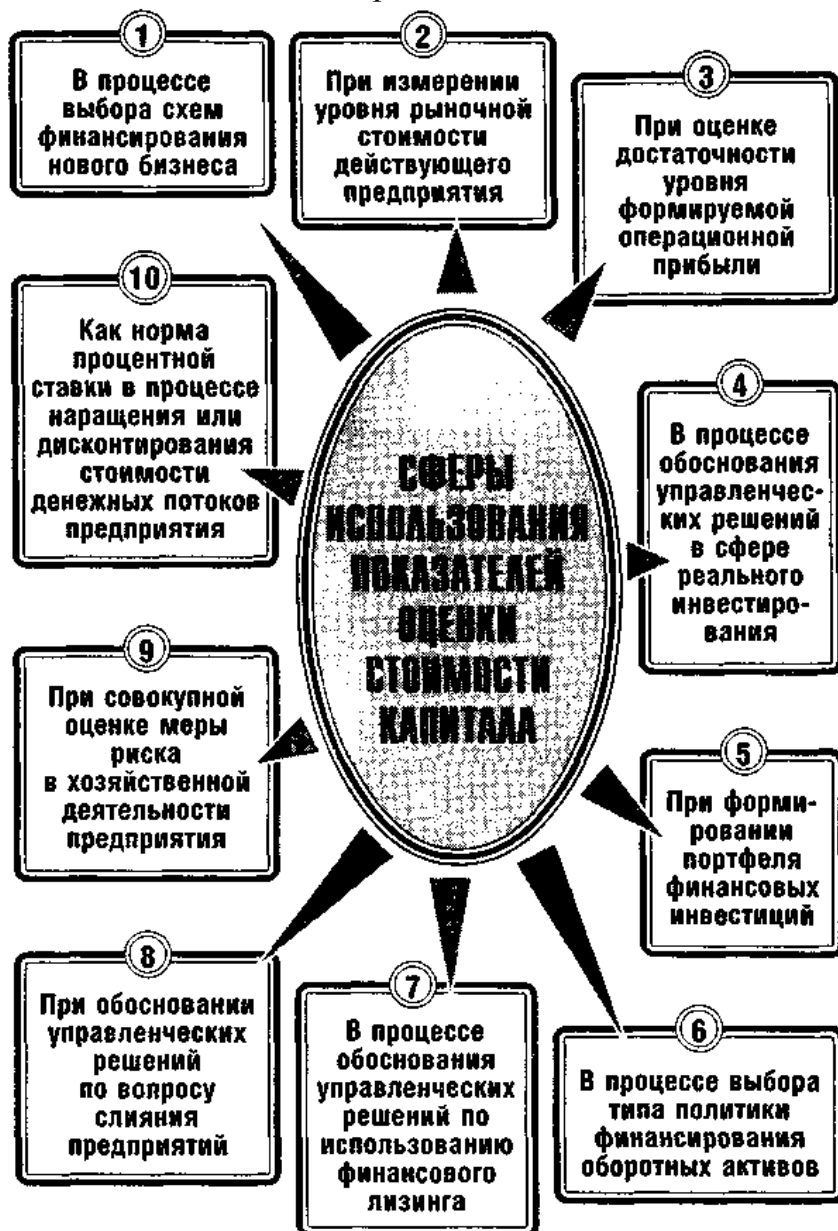 1
В процессе
выбора схем
финансирования
нового бизнеса
2
При измерении
уровня рыночной
стоимости
действующего
предприятия
3
При оценке
достаточности
уровня
формируемой
операционной
прибыли
10
Как норма
процентной
ставки в процессе
наращения или
дисконтирования
стоимости
денежных потоков
предприятия
СФЕРЫ
ИСПОЛЬЗОВАНИЯ
ПОКАЗАТЕЛЕЙ
ОЦЕНКИ
СТОИМОСТИ
КАПИТАЛА
4
В процессе
обоснования
управленчес-
ких решений
в сфере
реального
инвестиро-
вания
9
При совокупной
оценке меры
риска
в хозяйственной
деятельности
предприятия
5
При форми-
ровании
портфеля
финансовых
инвестиций
8
При обосновании
управленческих
решений
по вопросу
слияния
предприятий
7
В процессе
обоснования
управленческих
решений по
использованию
финансового
лизинга
6
В процессе выбора
типа политики
финансирования
оборотных активов